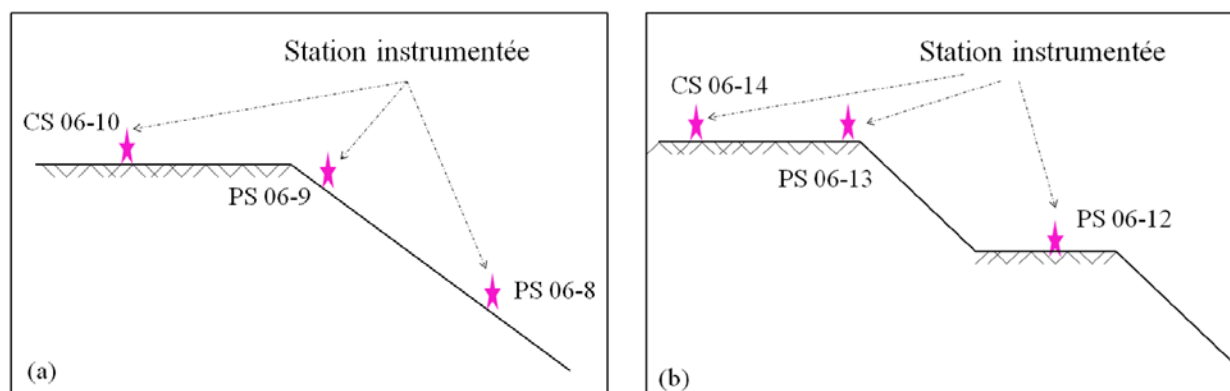 Station instrumentée
CS 06-10
PS 06-9
PS 06-8
(a)
Station instrumentée
CS 06-14
PS 06-13
PS 06-12
(b)